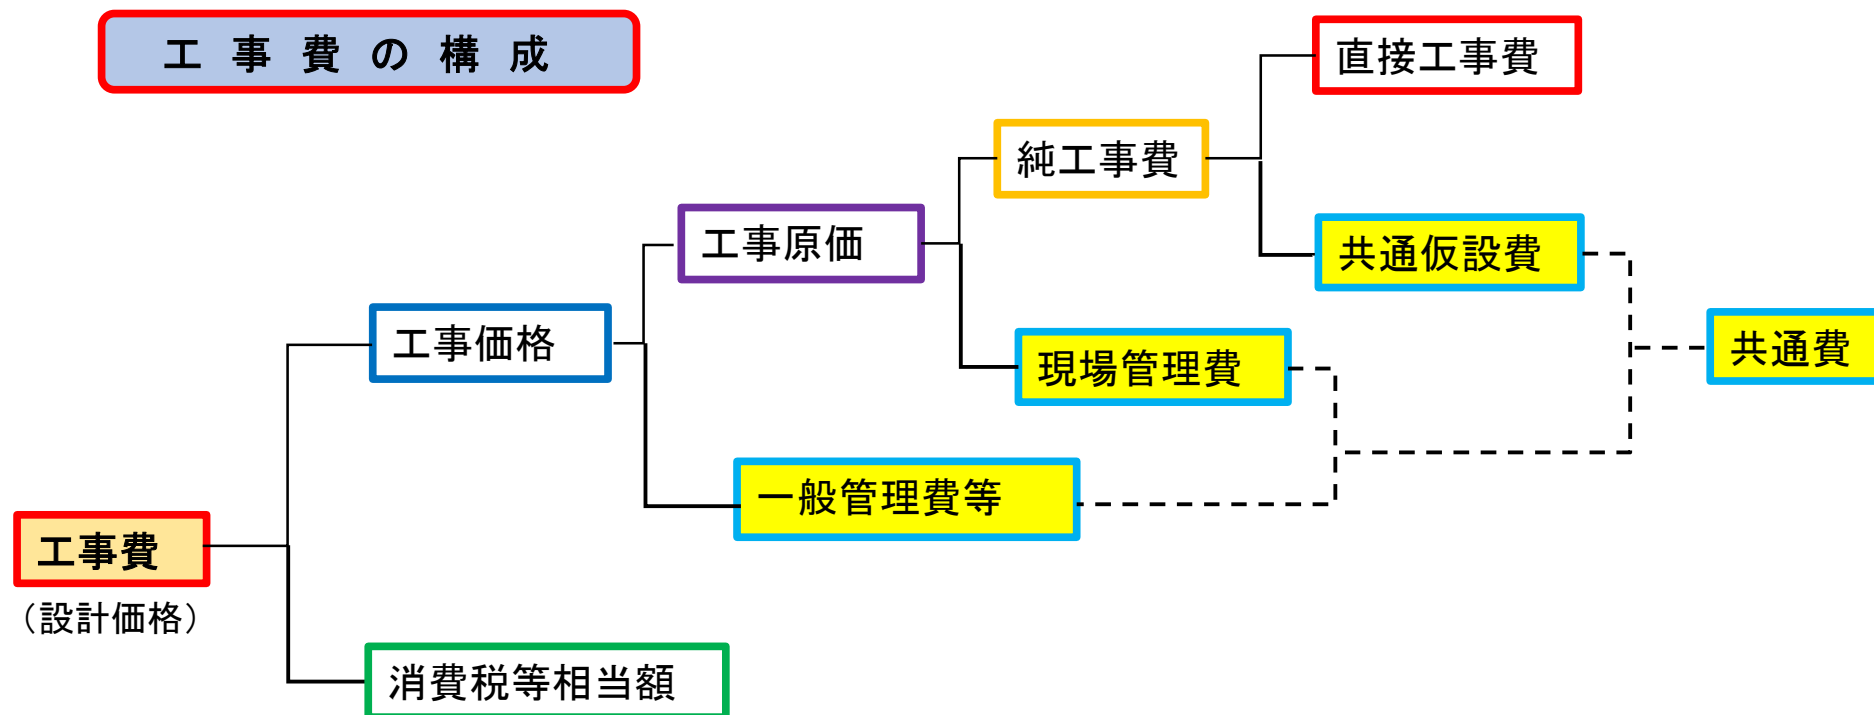 工事費の構成
直接工事費
純工事費
共通仮設費
工事原価
工事価格
現場管理費
共通費
一般管理費等
工事費
（設計価格）
消費税等相当額